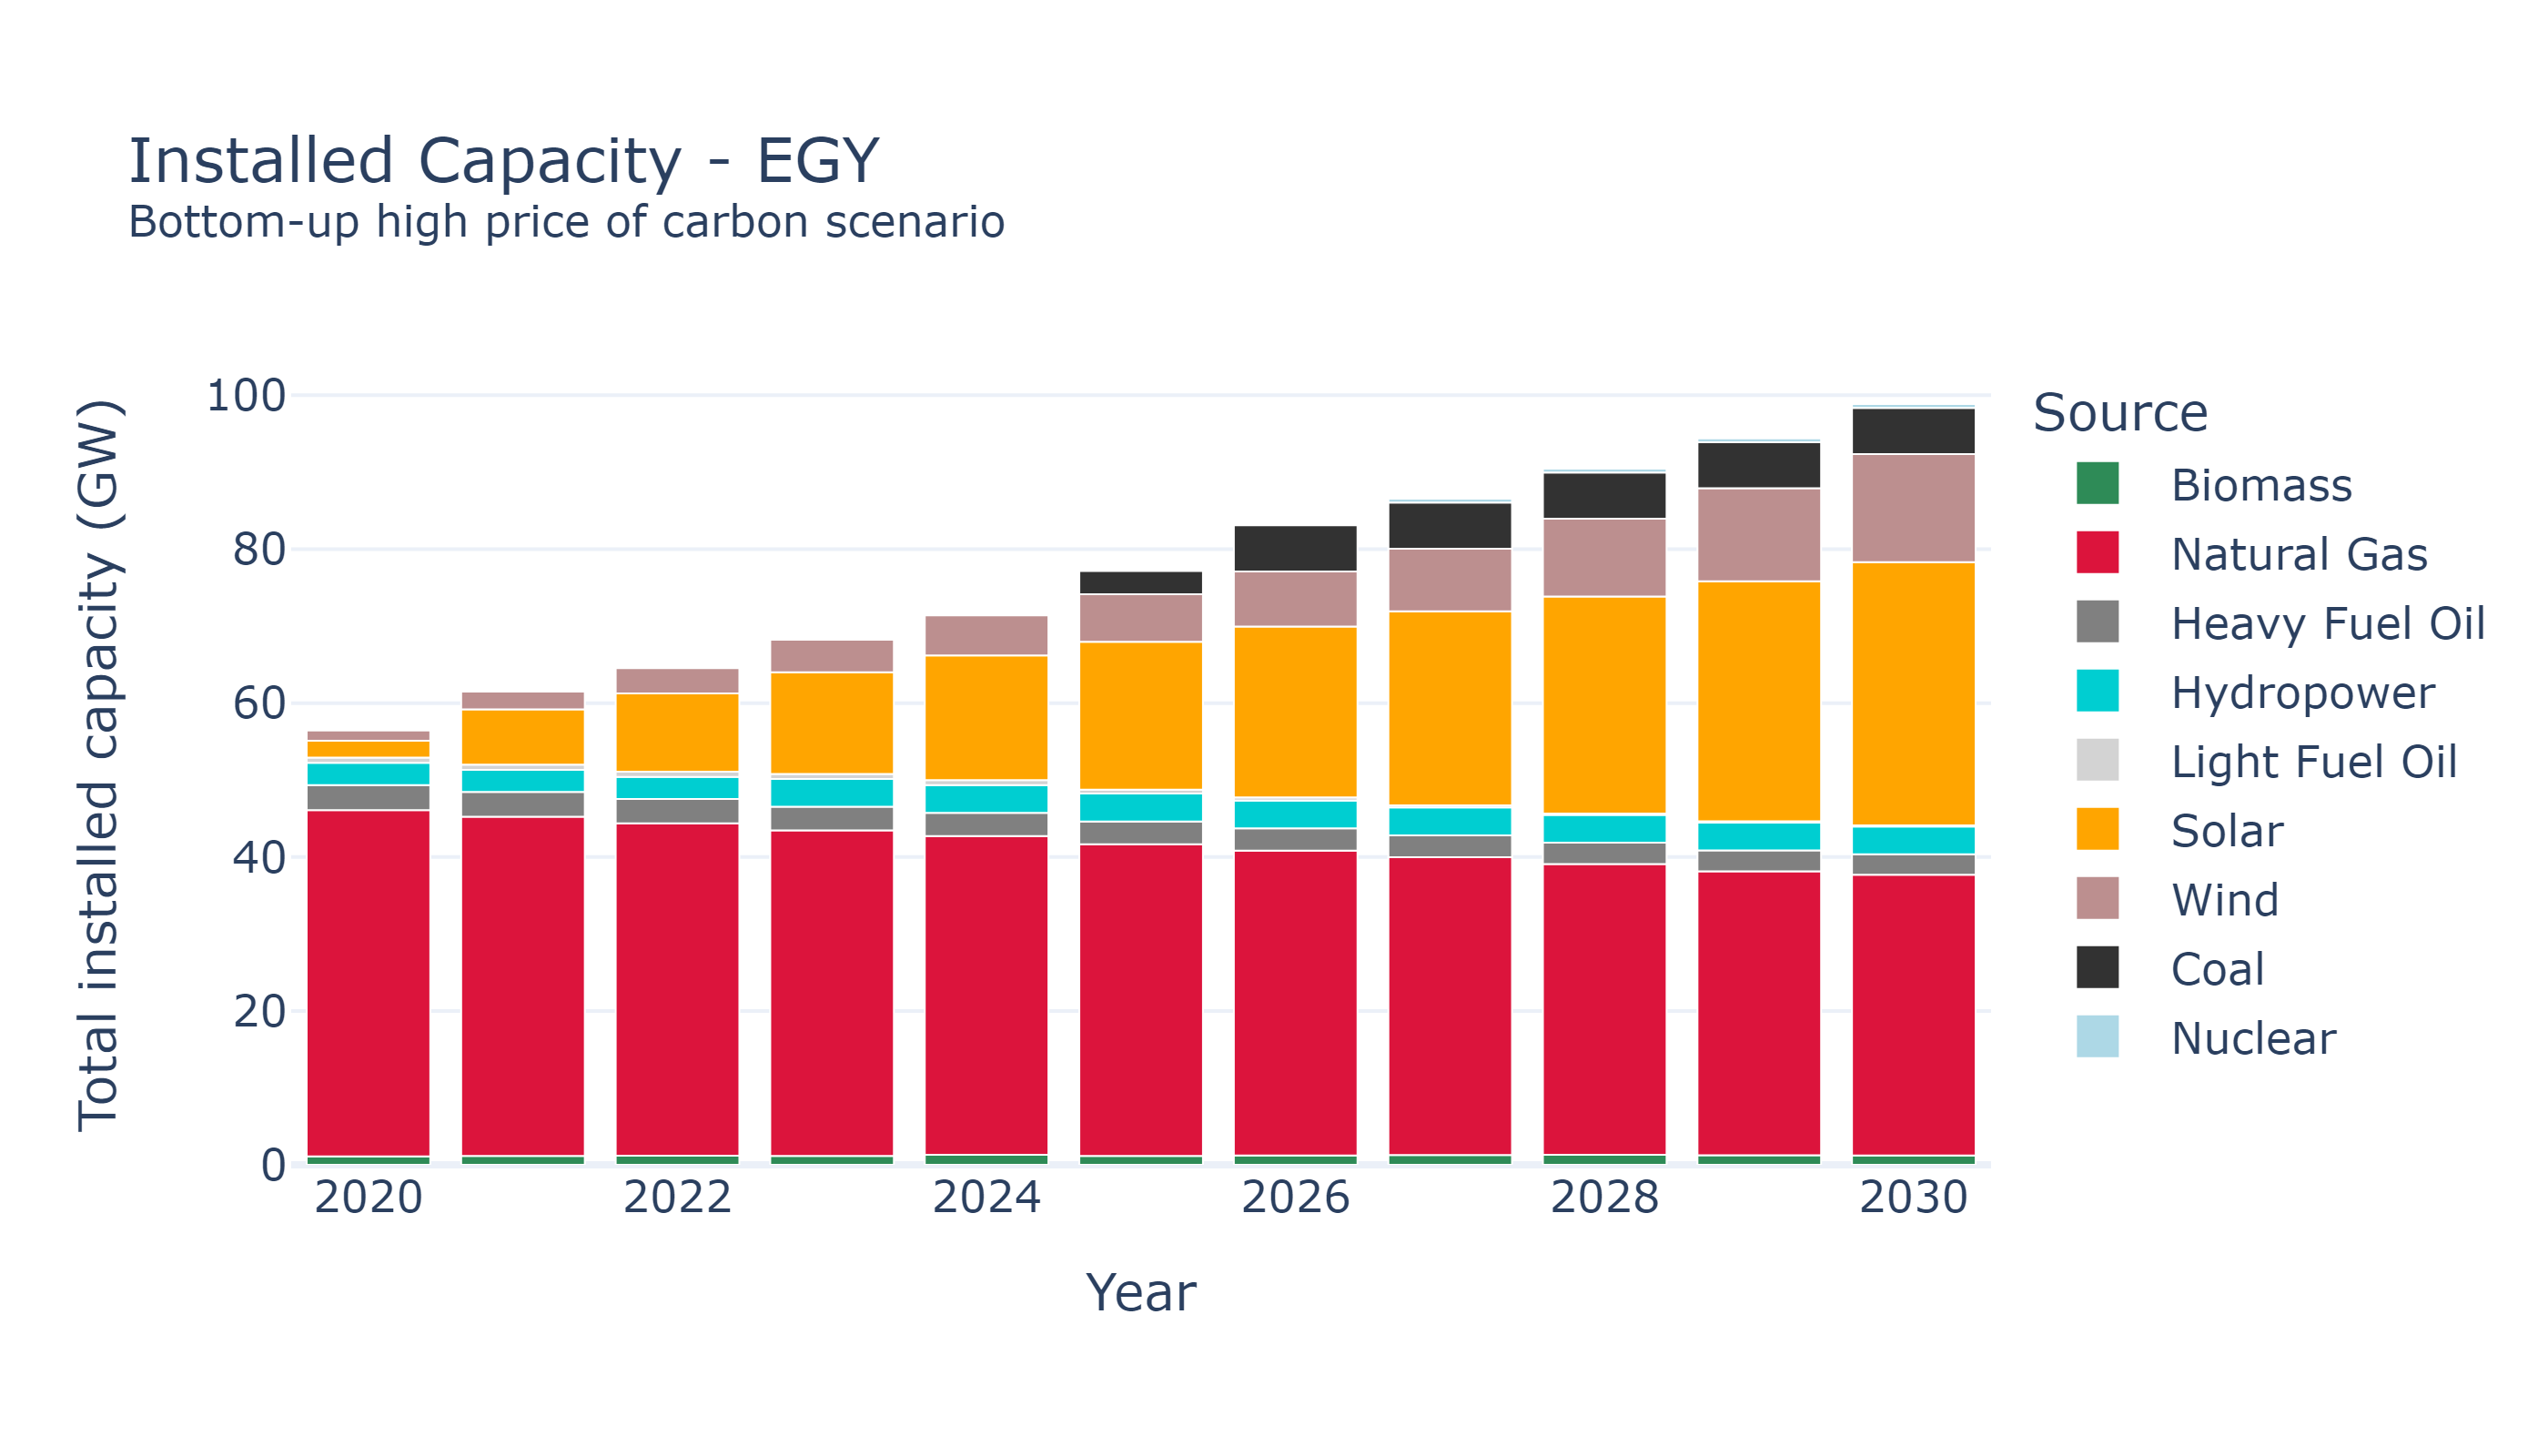 Installed Capacity - EGY
Bottom-up high price of carbon scenario
Total installed capacity (GW)
100
80
60
40
20
0
2020
2022
2024
2026
2028
2030
Year
Source
Biomass
Natural Gas
Heavy Fuel Oil
Hydropower
Light Fuel Oil
Solar
Wind
Coal
Nuclear